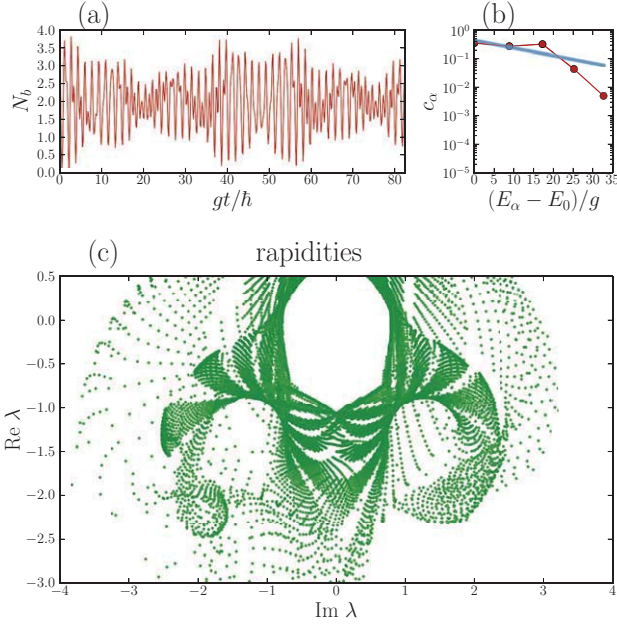 (a)
4.0
3.5
3.0
2.5
2.0
1.5
1.0
0.5
0.0
N_b
0 10 20 30 40 50 60 70 80
gt/ħ
(b)
10^0
10^-1
10^-2
10^-3
10^-4
10^-5
c_α
0 5 10 15 20 25 30 35
(E_α − E_0)/g
(c) rapidities
0.5
0.0
−0.5
−1.0
−1.5
−2.0
−2.5
−3.0
Re λ
−4 −3 −2 −1 0 1 2 3 4
Im λ